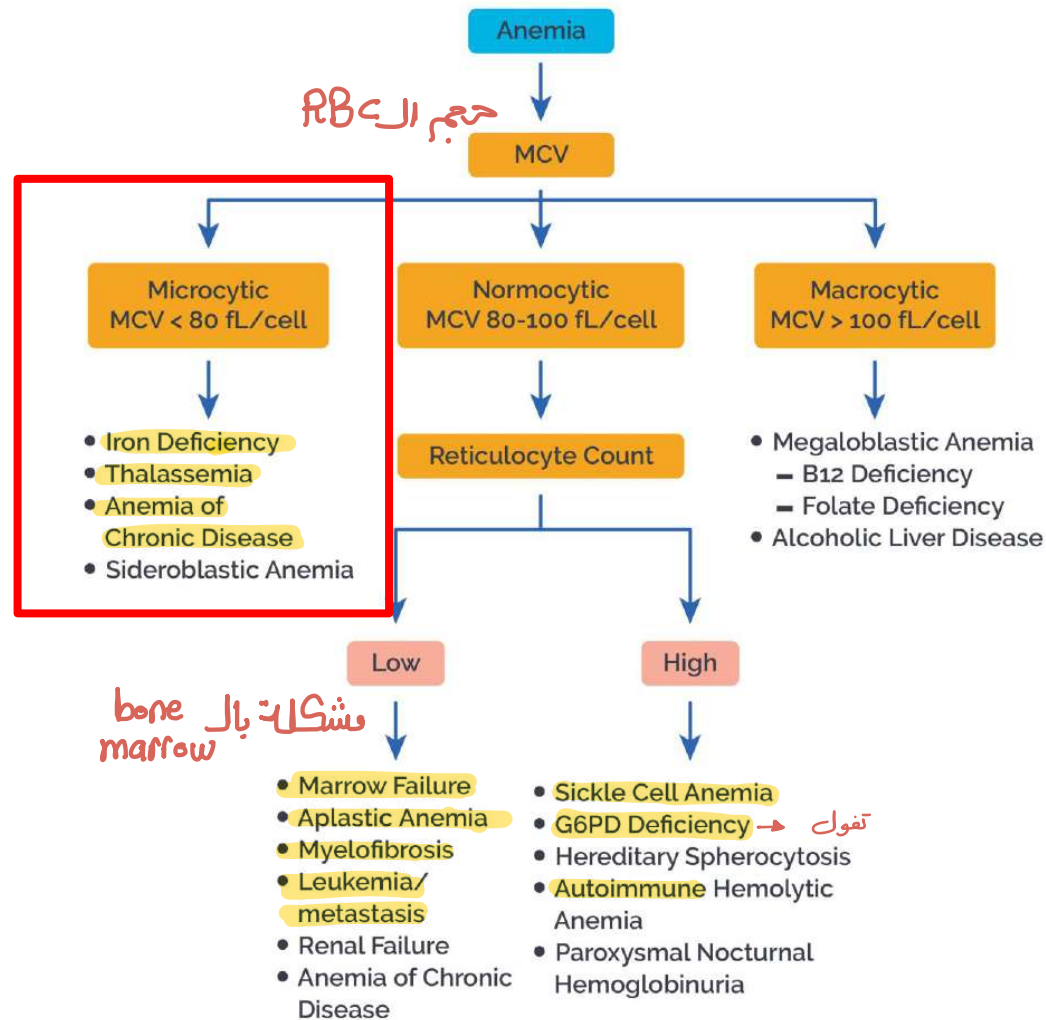 Anemia
حجم الـ RBC
MCV
Microcytic
MCV < 80 fL/cell
Normocytic
MCV 80-100 fL/cell
Macrocytic
MCV > 100 fL/cell
• Iron Deficiency
• Thalassemia
• Anemia of
Chronic Disease
• Sideroblastic Anemia
Reticulocyte Count
• Megaloblastic Anemia
– B12 Deficiency
– Folate Deficiency
• Alcoholic Liver Disease
Low
High
مشكلة بالـ bone
marrow
• Marrow Failure
• Aplastic Anemia
• Myelofibrosis
• Leukemia/
metastasis
• Renal Failure
• Anemia of Chronic
Disease
• Sickle Cell Anemia
• G6PD Deficiency → تفول
• Hereditary Spherocytosis
• Autoimmune Hemolytic
Anemia
• Paroxysmal Nocturnal
Hemoglobinuria